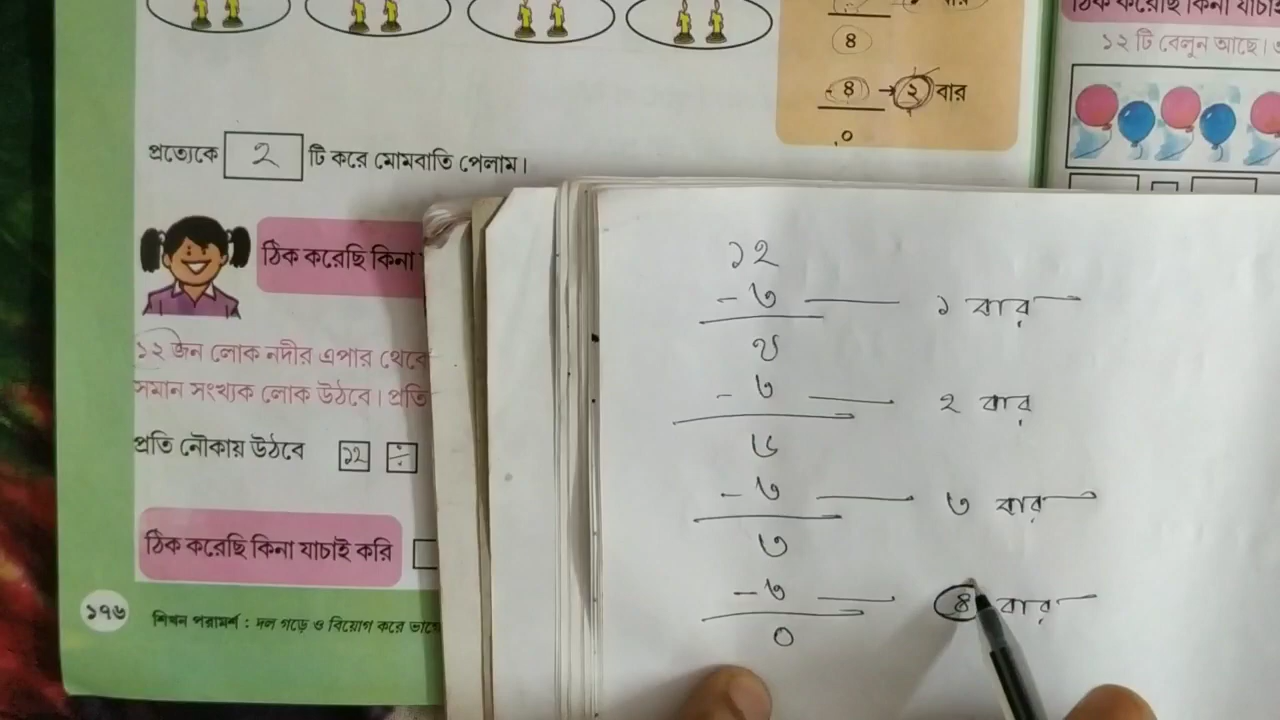 বার
৪
- ৪ → ২ বার
০
প্রত্যেকে ২ টি করে মোমবাতি পেলাম।
ঠিক করেছি কিনা
১২ জন লোক নদীর এপার থেকে
সমান সংখ্যক লোক উঠবে। প্রতি
প্রতি নৌকায় উঠবে ১২ ÷
ঠিক করেছি কিনা যাচাই করি
১৭৬ শিখন পরামর্শ : দল গড়ে ও বিয়োগ করে ভাগের
ঠিক করেছি কিনা যাচাই
১২ টি বেলুন আছে।
১২
- ৩ — ১ বার
৯
- ৩ — ২ বার
৬
- ৩ — ৩ বার
৩
- ৩ — ৪ বার
০